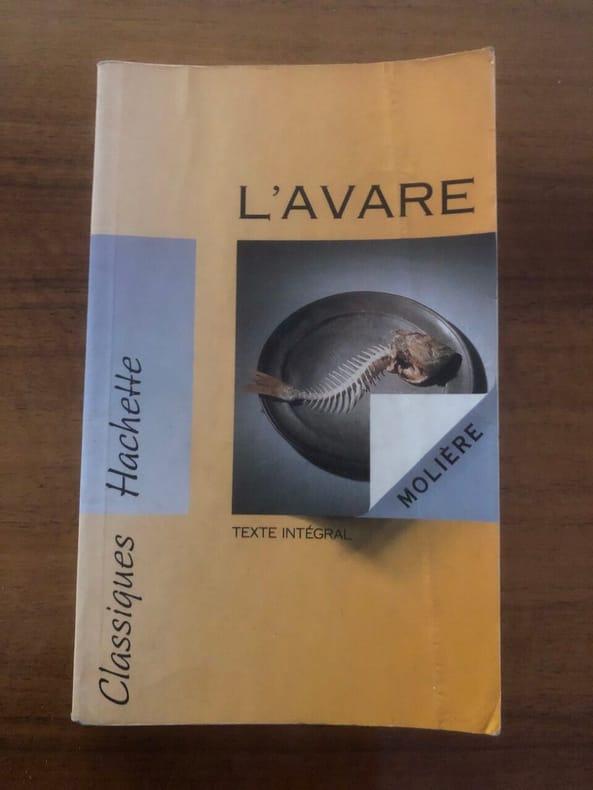 L'AVARE
MOLIÈRE
TEXTE INTÉGRAL
Classiques Hachette